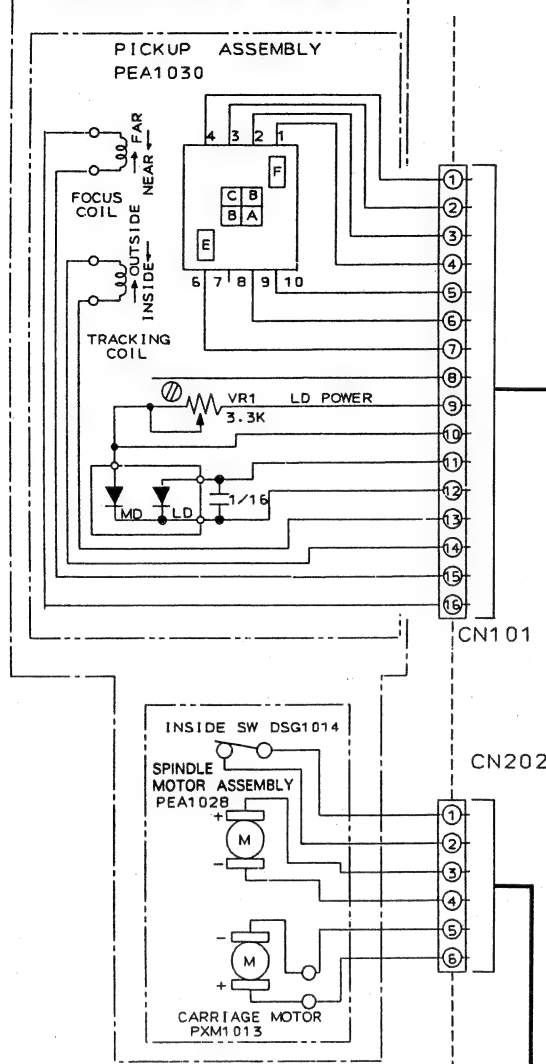 PICKUP ASSEMBLY
PEA1030
4 3 2 1
FAR
NEAR
FOCUS
COIL
F
C B
B A
E
OUTSIDE
INSIDE
6 7 8 9 10
TRACKING
COIL
VR1 LD POWER
3.3K
1/16
MD LD
1
2
3
4
5
6
7
8
9
10
11
12
13
14
15
16
CN101
INSIDE SW DSG1014
CN202
SPINDLE
MOTOR ASSEMBLY
PEA1028
+
M
-
-
M
+
CARRIAGE MOTOR
PXM1013
1
2
3
4
5
6